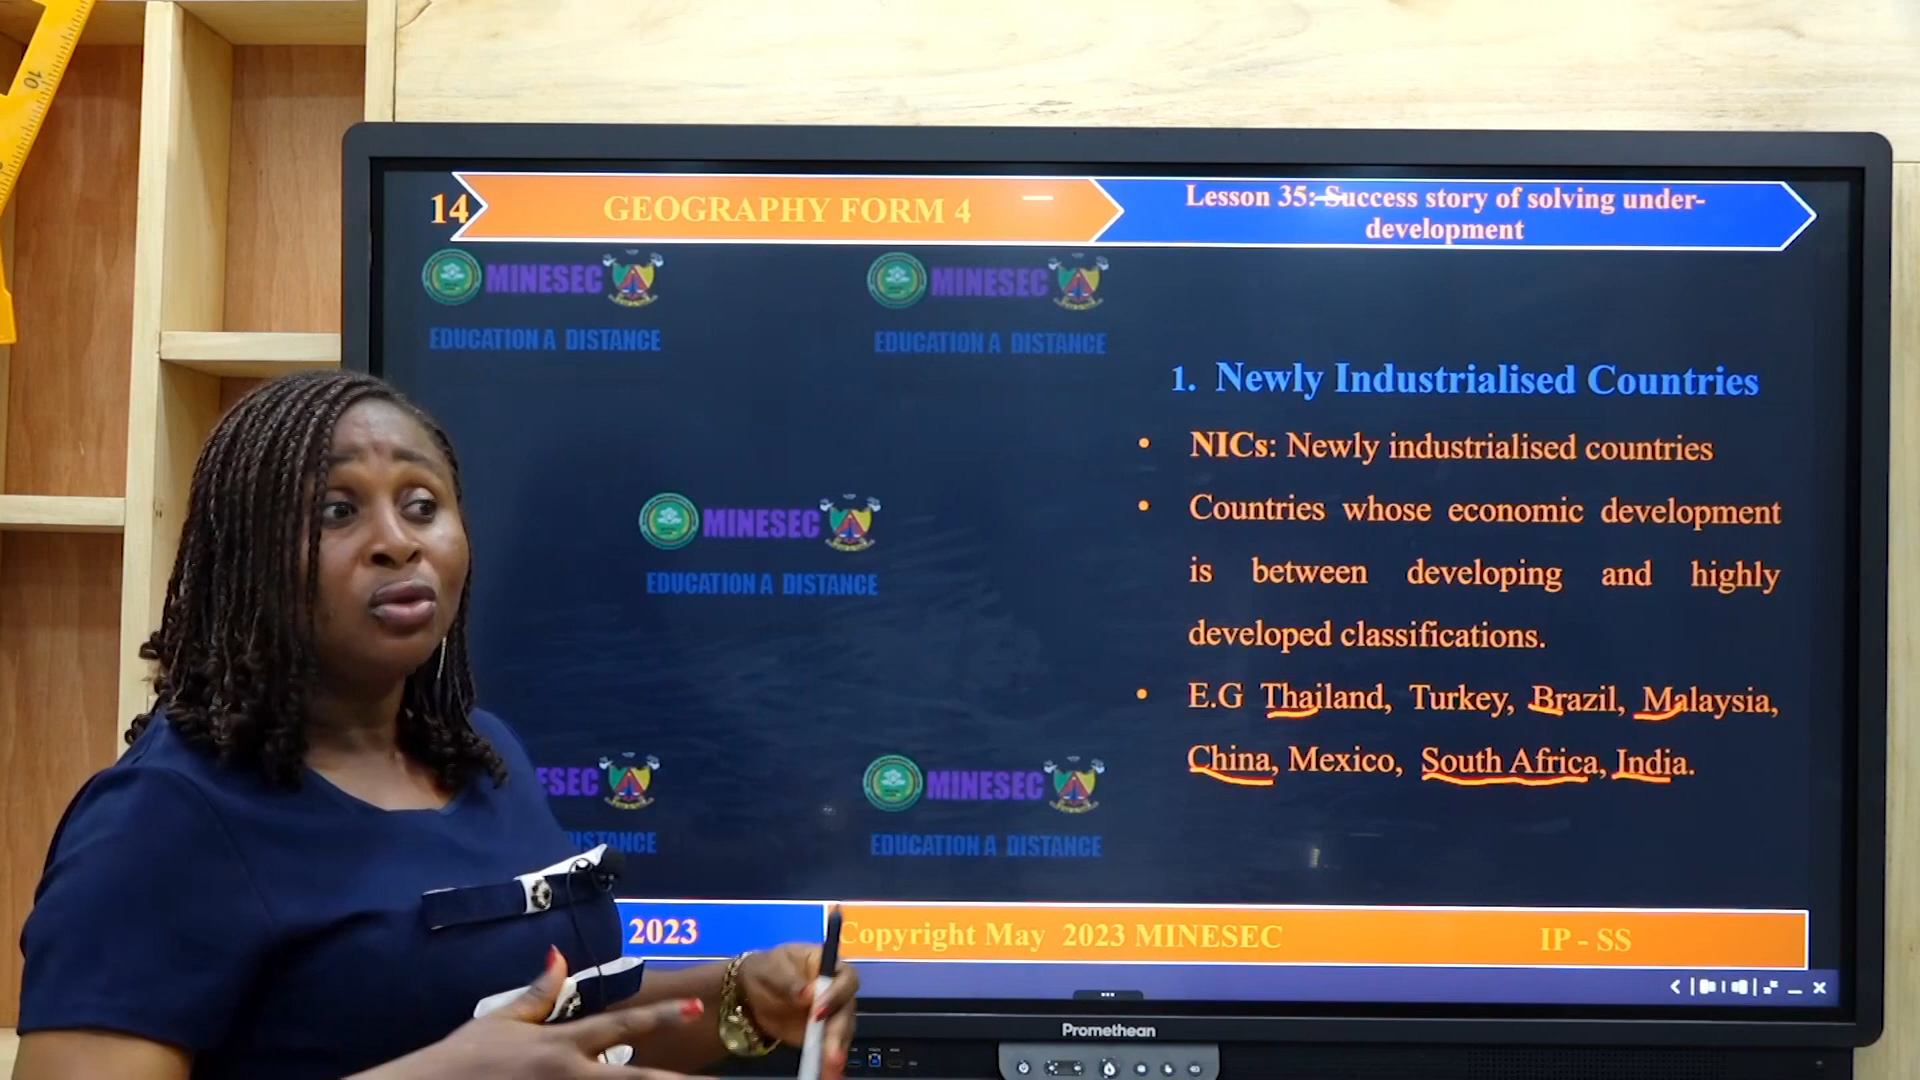 10
14
GEOGRAPHY FORM 4
Lesson 35: Success story of solving under-
development
MINESEC
EDUCATION A DISTANCE
MINESEC
EDUCATION A DISTANCE
1. Newly Industrialised Countries
• NICs: Newly industrialised countries
• Countries whose economic development
is between developing and highly
developed classifications.
• E.G Thailand, Turkey, Brazil, Malaysia,
China, Mexico, South Africa, India.
MINESEC
EDUCATION A DISTANCE
ESEC
DISTANCE
MINESEC
EDUCATION A DISTANCE
2023
Copyright May 2023 MINESEC
IP - SS
Promethean